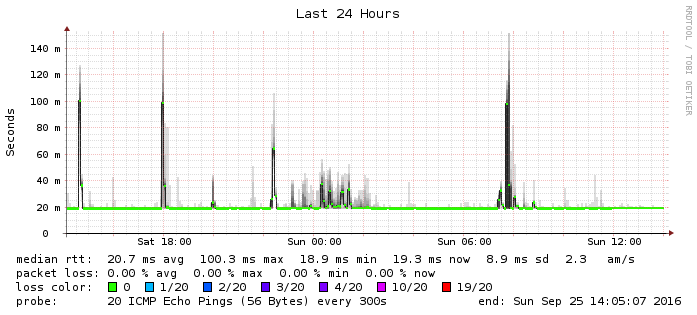 Last 24 Hours
RRDTOOL / TOBI OETIKER
Seconds
140 m
120 m
100 m
80 m
60 m
40 m
20 m
0
Sat 18:00 Sun 00:00 Sun 06:00 Sun 12:00
median rtt: 20.7 ms avg 100.3 ms max 18.9 ms min 19.3 ms now 8.9 ms sd 2.3 am/s
packet loss: 0.00 % avg 0.00 % max 0.00 % min 0.00 % now
loss color: 0 1/20 2/20 3/20 4/20 10/20 19/20
probe: 20 ICMP Echo Pings (56 Bytes) every 300s end: Sun Sep 25 14:05:07 2016